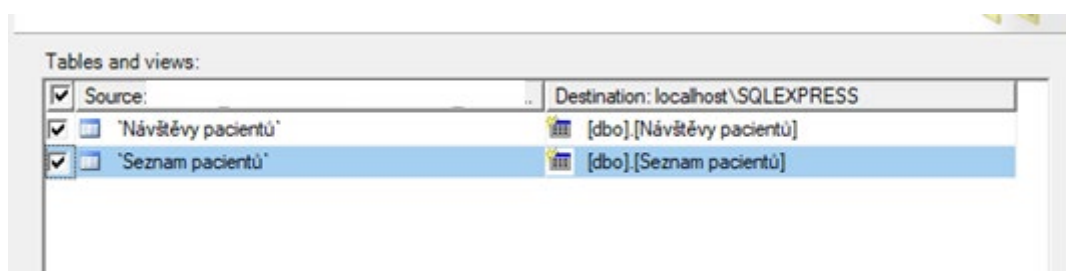 Tables and views:
Source: .. Destination: localhost\SQLEXPRESS
`Návštěvy pacientů` [dbo].[Návštěvy pacientů]
`Seznam pacientů` [dbo].[Seznam pacientů]